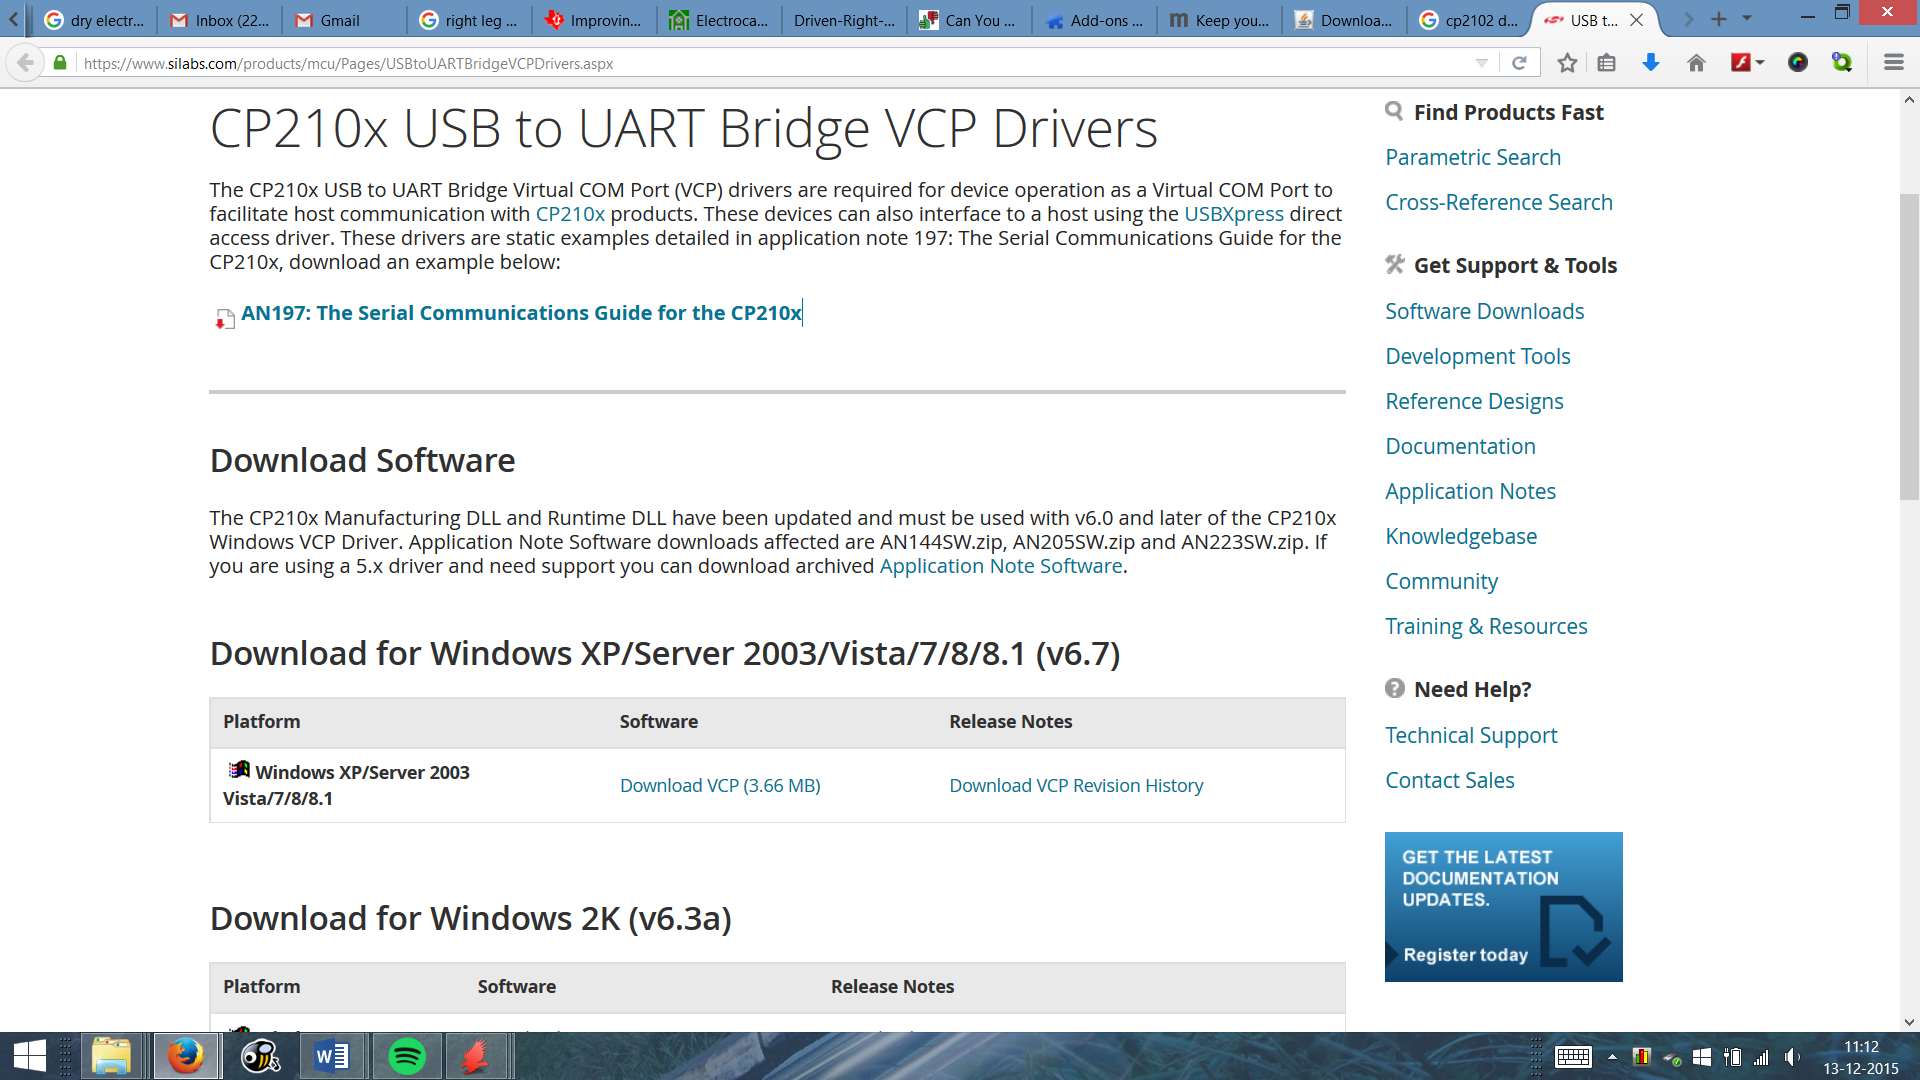 dry electr...
Inbox (22...
Gmail
right leg ...
Improvin...
Electroca...
Driven-Right-...
Can You ...
Add-ons ...
Keep you...
Downloa...
cp2102 d...
USB t...
https://www.silabs.com/products/mcu/Pages/USBtoUARTBridgeVCPDrivers.aspx
CP210x USB to UART Bridge VCP Drivers
The CP210x USB to UART Bridge Virtual COM Port (VCP) drivers are required for device operation as a Virtual COM Port to
facilitate host communication with CP210x products. These devices can also interface to a host using the USBXpress direct
access driver. These drivers are static examples detailed in application note 197: The Serial Communications Guide for the
CP210x, download an example below:
AN197: The Serial Communications Guide for the CP210x
Download Software
The CP210x Manufacturing DLL and Runtime DLL have been updated and must be used with v6.0 and later of the CP210x
Windows VCP Driver. Application Note Software downloads affected are AN144SW.zip, AN205SW.zip and AN223SW.zip. If
you are using a 5.x driver and need support you can download archived Application Note Software.
Download for Windows XP/Server 2003/Vista/7/8/8.1 (v6.7)
Platform
Software
Release Notes
Windows XP/Server 2003
Vista/7/8/8.1
Download VCP (3.66 MB)
Download VCP Revision History
Download for Windows 2K (v6.3a)
Platform
Software
Release Notes
Find Products Fast
Parametric Search
Cross-Reference Search
Get Support & Tools
Software Downloads
Development Tools
Reference Designs
Documentation
Application Notes
Knowledgebase
Community
Training & Resources
Need Help?
Technical Support
Contact Sales
GET THE LATEST
DOCUMENTATION
UPDATES.
Register today
11:12
13-12-2015